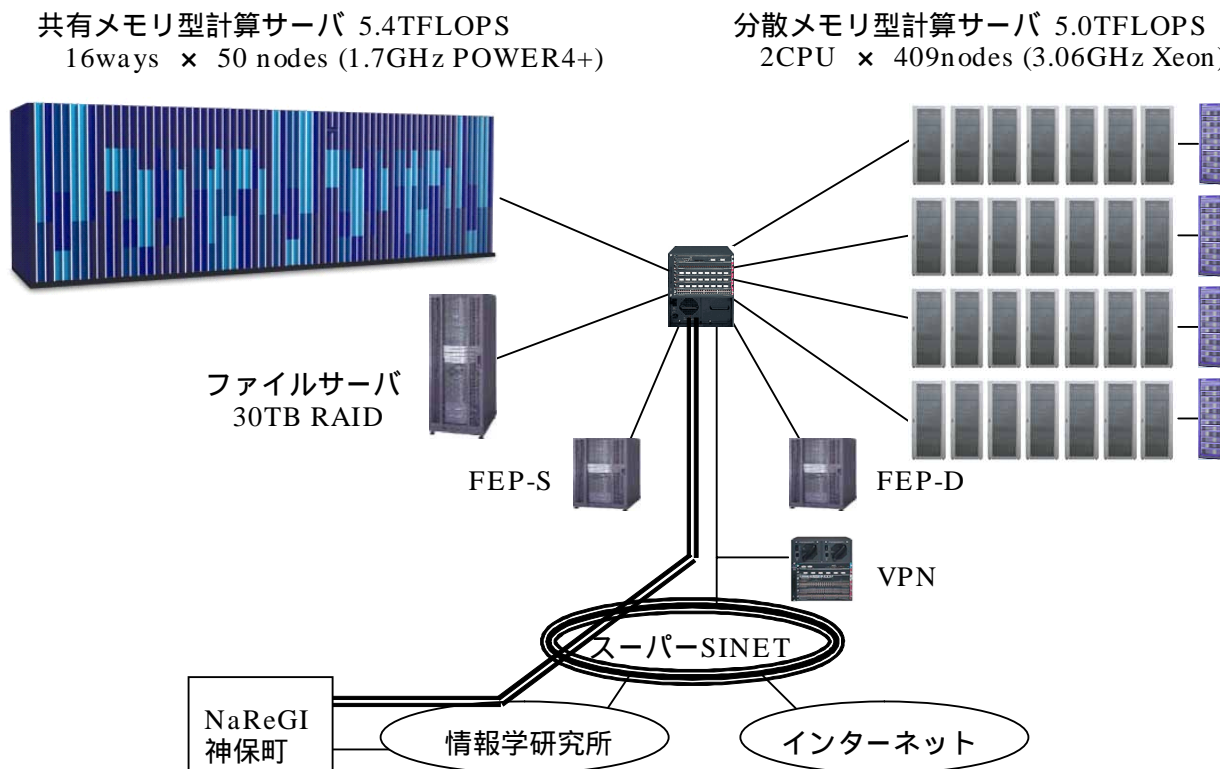 共有メモリ型計算サーバ 5.4TFLOPS
16ways × 50 nodes (1.7GHz POWER4+)
分散メモリ型計算サーバ 5.0TFLOPS
2CPU × 409nodes (3.06GHz Xeon)
ファイルサーバ
30TB RAID
FEP-S
FEP-D
VPN
スーパーSINET
NaReGI
神保町
情報学研究所
インターネット